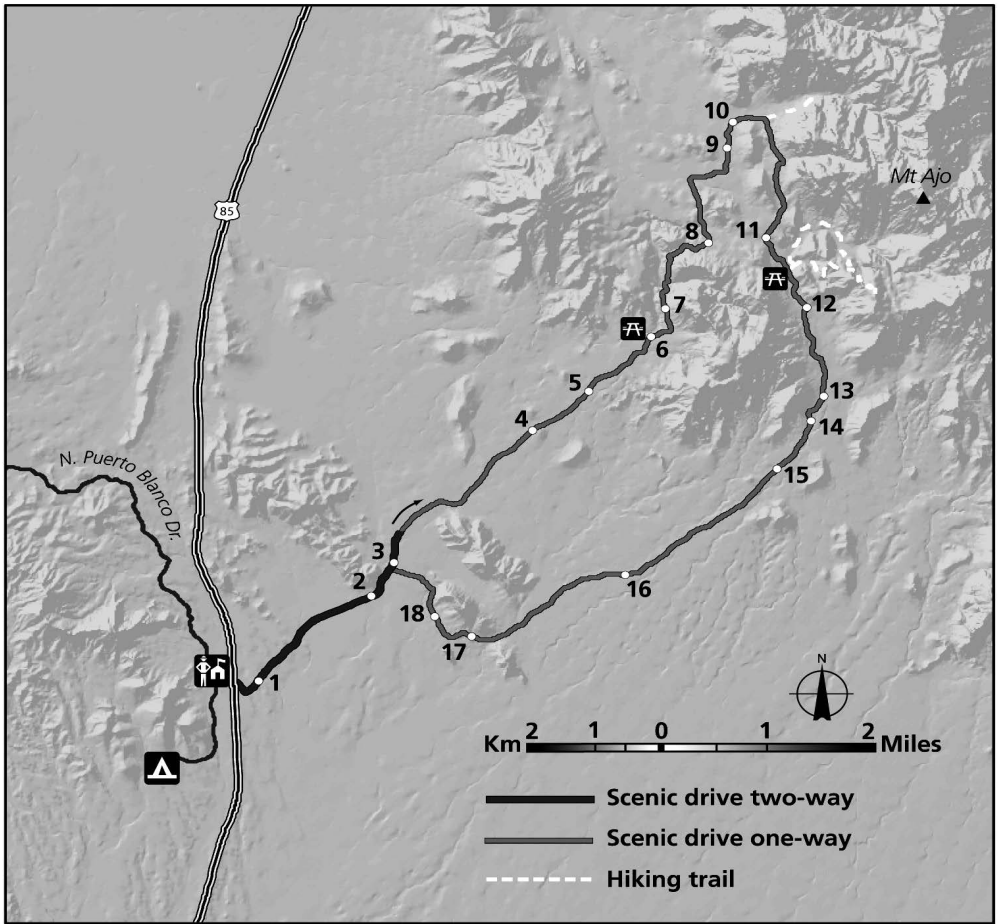 10
9
Mt Ajo
85
8
11
7
12
6
5
13
4
14
N. Puerto Blanco Dr.
15
3
2
16
18
17
1
N
2 1 0 1 2
Km Miles
Scenic drive two-way
Scenic drive one-way
Hiking trail